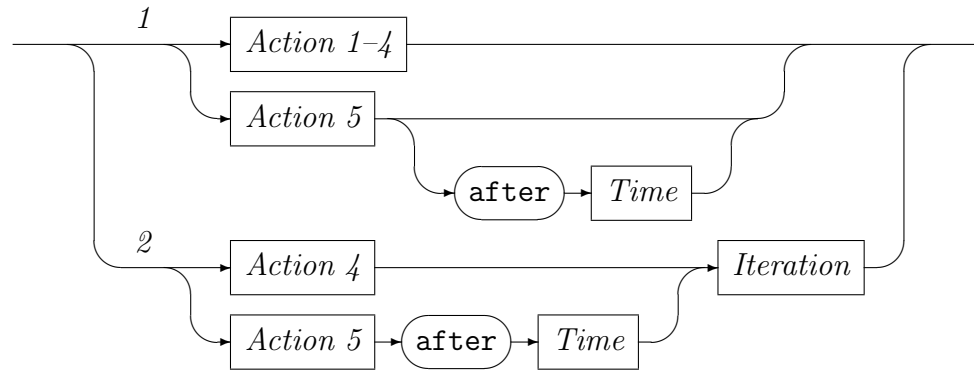 1
Action 1–4
Action 5
after Time
2
Action 4 Iteration
Action 5 after Time